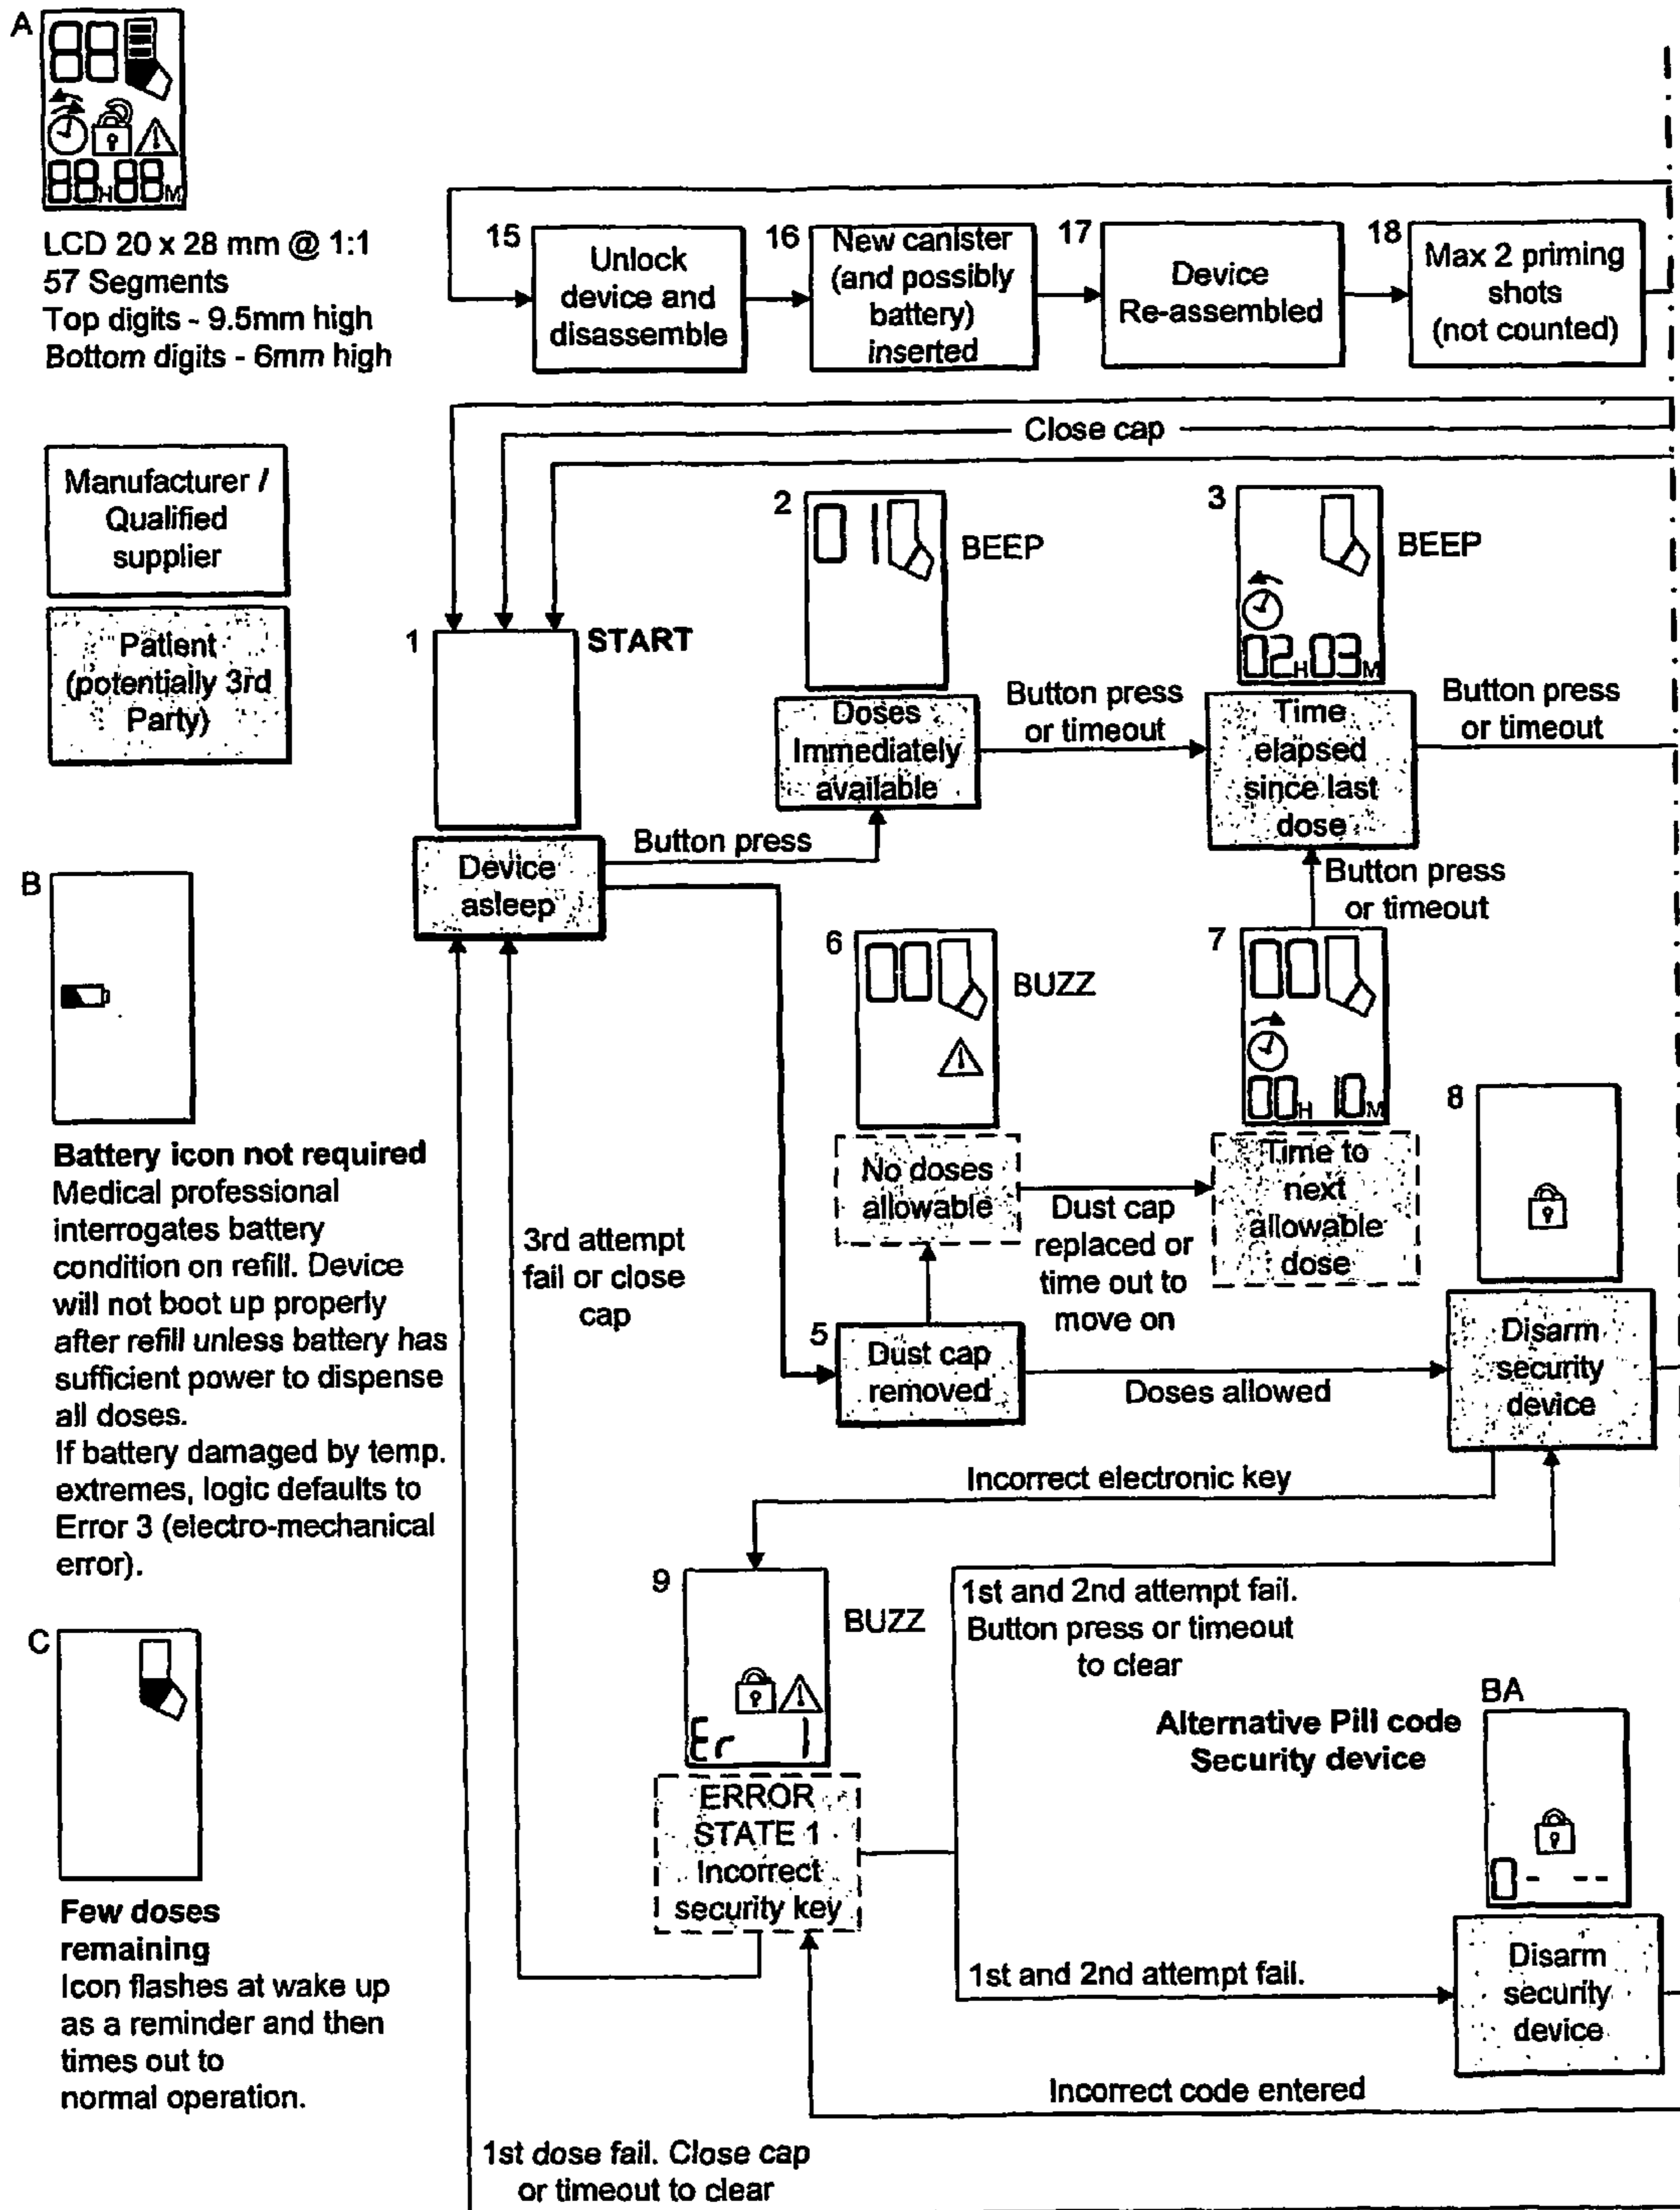 A
88
88H88M
LCD 20 x 28 mm @ 1:1
57 Segments
Top digits - 9.5mm high
Bottom digits - 6mm high
15
Unlock
device and
disassemble
16
New canister
(and possibly
battery)
inserted
17
Device
Re-assembled
18
Max 2 priming
shots
(not counted)
Close cap
Manufacturer /
Qualified
supplier
Patient
(potentially 3rd
Party)
1
START
Device
asleep
Button press
2
01
BEEP
Doses
Immediately
available
Button press
or timeout
3
BEEP
02H03M
Time
elapsed
since last
dose
Button press
or timeout
Button press
or timeout
B
Battery icon not required
Medical professional
interrogates battery
condition on refill. Device
will not boot up properly
after refill unless battery has
sufficient power to dispense
all doses.
If battery damaged by temp.
extremes, logic defaults to
Error 3 (electro-mechanical
error).
6
00
BUZZ
No doses
allowable
Dust cap
replaced or
time out to
move on
7
00
00H 10M
Time to
next
allowable
dose
8
Disarm
security
device
3rd attempt
fail or close
cap
5
Dust cap
removed
Doses allowed
Incorrect electronic key
9
BUZZ
Er 1
ERROR
STATE 1
Incorrect
security key
1st and 2nd attempt fail.
Button press or timeout
to clear
C
Few doses
remaining
Icon flashes at wake up
as a reminder and then
times out to
normal operation.
Alternative Pili code
Security device
BA
0- --
Disarm
security
device
1st and 2nd attempt fail.
Incorrect code entered
1st dose fail. Close cap
or timeout to clear